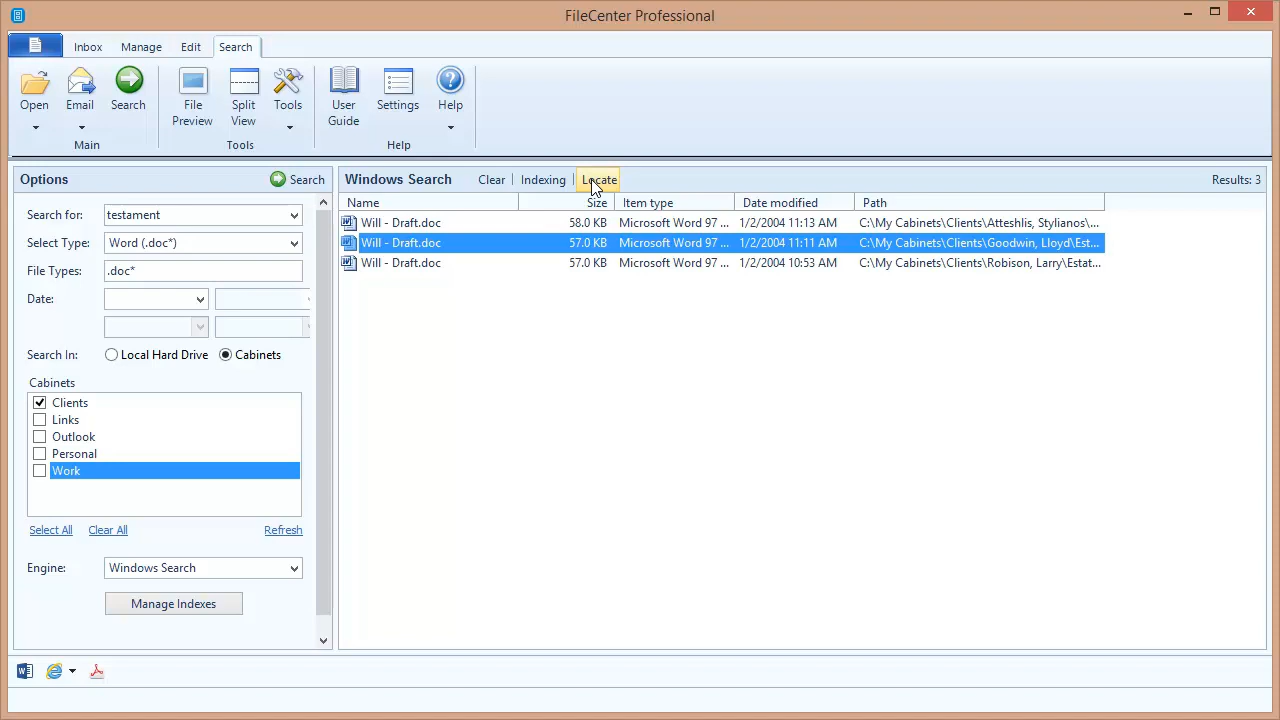 FileCenter Professional
Inbox Manage Edit Search
Open Email Search File Preview Split View Tools User Guide Settings Help
Main Tools Help
Options Search
Search for: testament
Select Type: Word (.doc*)
File Types: .doc*
Date:
Search In: Local Hard Drive Cabinets
Cabinets
Clients
Links
Outlook
Personal
Work
Select All Clear All Refresh
Engine: Windows Search
Manage Indexes
Windows Search Clear Indexing Locate Results: 3
Name Size Item type Date modified Path
Will - Draft.doc 58.0 KB Microsoft Word 97 ... 1/2/2004 11:13 AM C:\My Cabinets\Clients\Atteshlis, Stylianos\...
Will - Draft.doc 57.0 KB Microsoft Word 97 ... 1/2/2004 11:11 AM C:\My Cabinets\Clients\Goodwin, Lloyd\Est...
Will - Draft.doc 57.0 KB Microsoft Word 97 ... 1/2/2004 10:53 AM C:\My Cabinets\Clients\Robison, Larry\Estat...